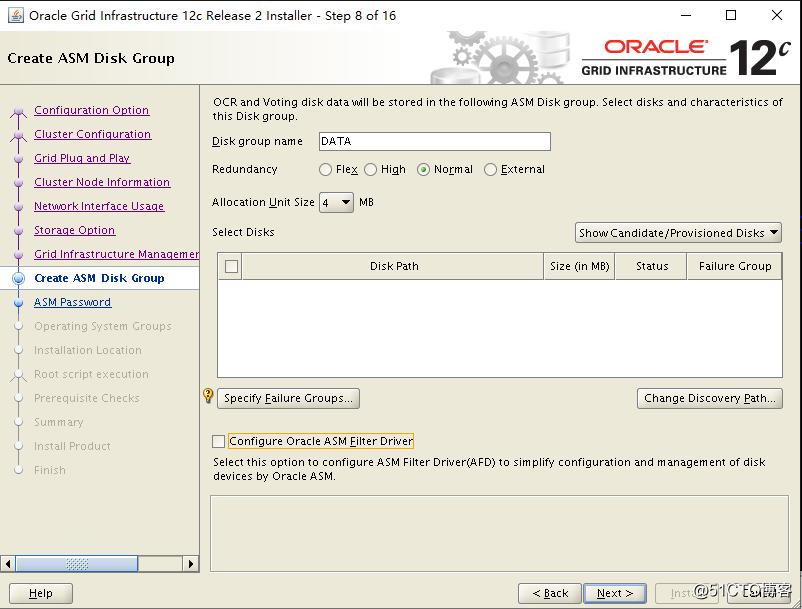 Oracle Grid Infrastructure 12c Release 2 Installer - Step 8 of 16
Create ASM Disk Group
ORACLE®
GRID INFRASTRUCTURE 12c
Configuration Option
Cluster Configuration
Grid Plug and Play
Cluster Node Information
Network Interface Usage
Storage Option
Grid Infrastructure Managemen
Create ASM Disk Group
ASM Password
Operating System Groups
Installation Location
Root script execution
Prerequisite Checks
Summary
Install Product
Finish
OCR and Voting disk data will be stored in the following ASM Disk group. Select disks and characteristics of
this Disk group.
Disk group name DATA
Redundancy Flex High Normal External
Allocation Unit Size 4 MB
Select Disks Show Candidate/Provisioned Disks
Disk Path Size (in MB) Status Failure Group
Specify Failure Groups... Change Discovery Path...
Configure Oracle ASM Filter Driver
Select this option to configure ASM Filter Driver(AFD) to simplify configuration and management of disk
devices by Oracle ASM.
Help < Back Next >
@51CTO博客